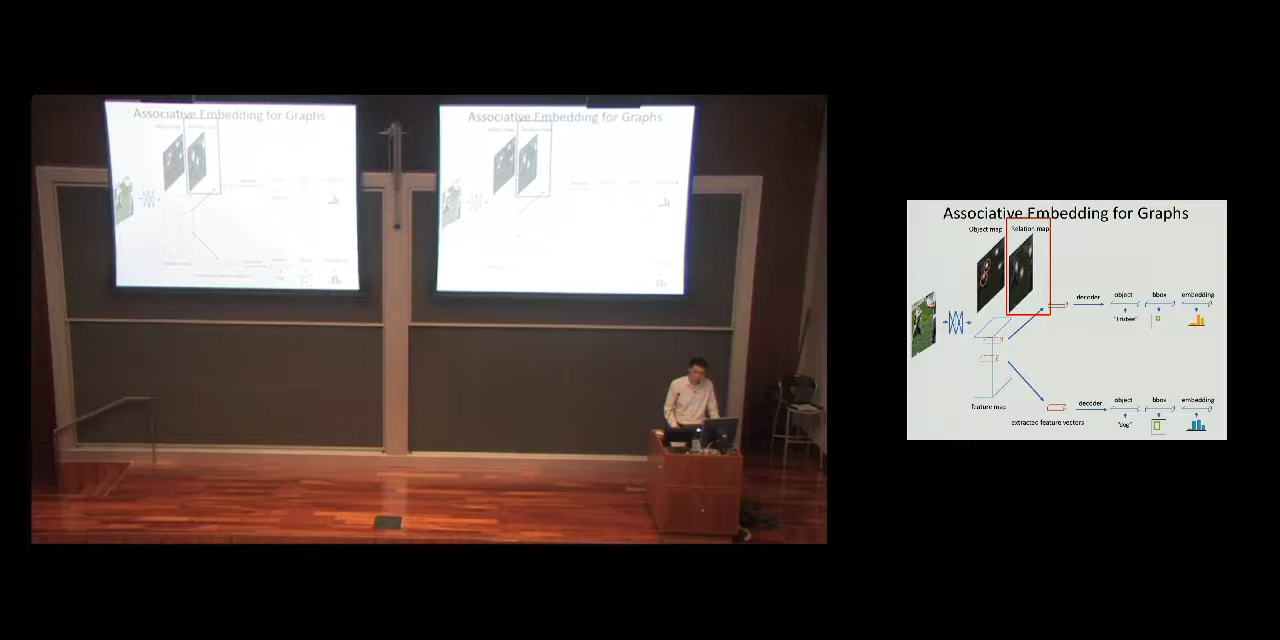 Associative Embedding for Graphs
Associative Embedding for Graphs
Associative Embedding for Graphs
Object map
Relation map
decoder
object
bbox
embedding
"Frisbee"
feature map
decoder
object
bbox
embedding
extracted feature vectors
"dog"